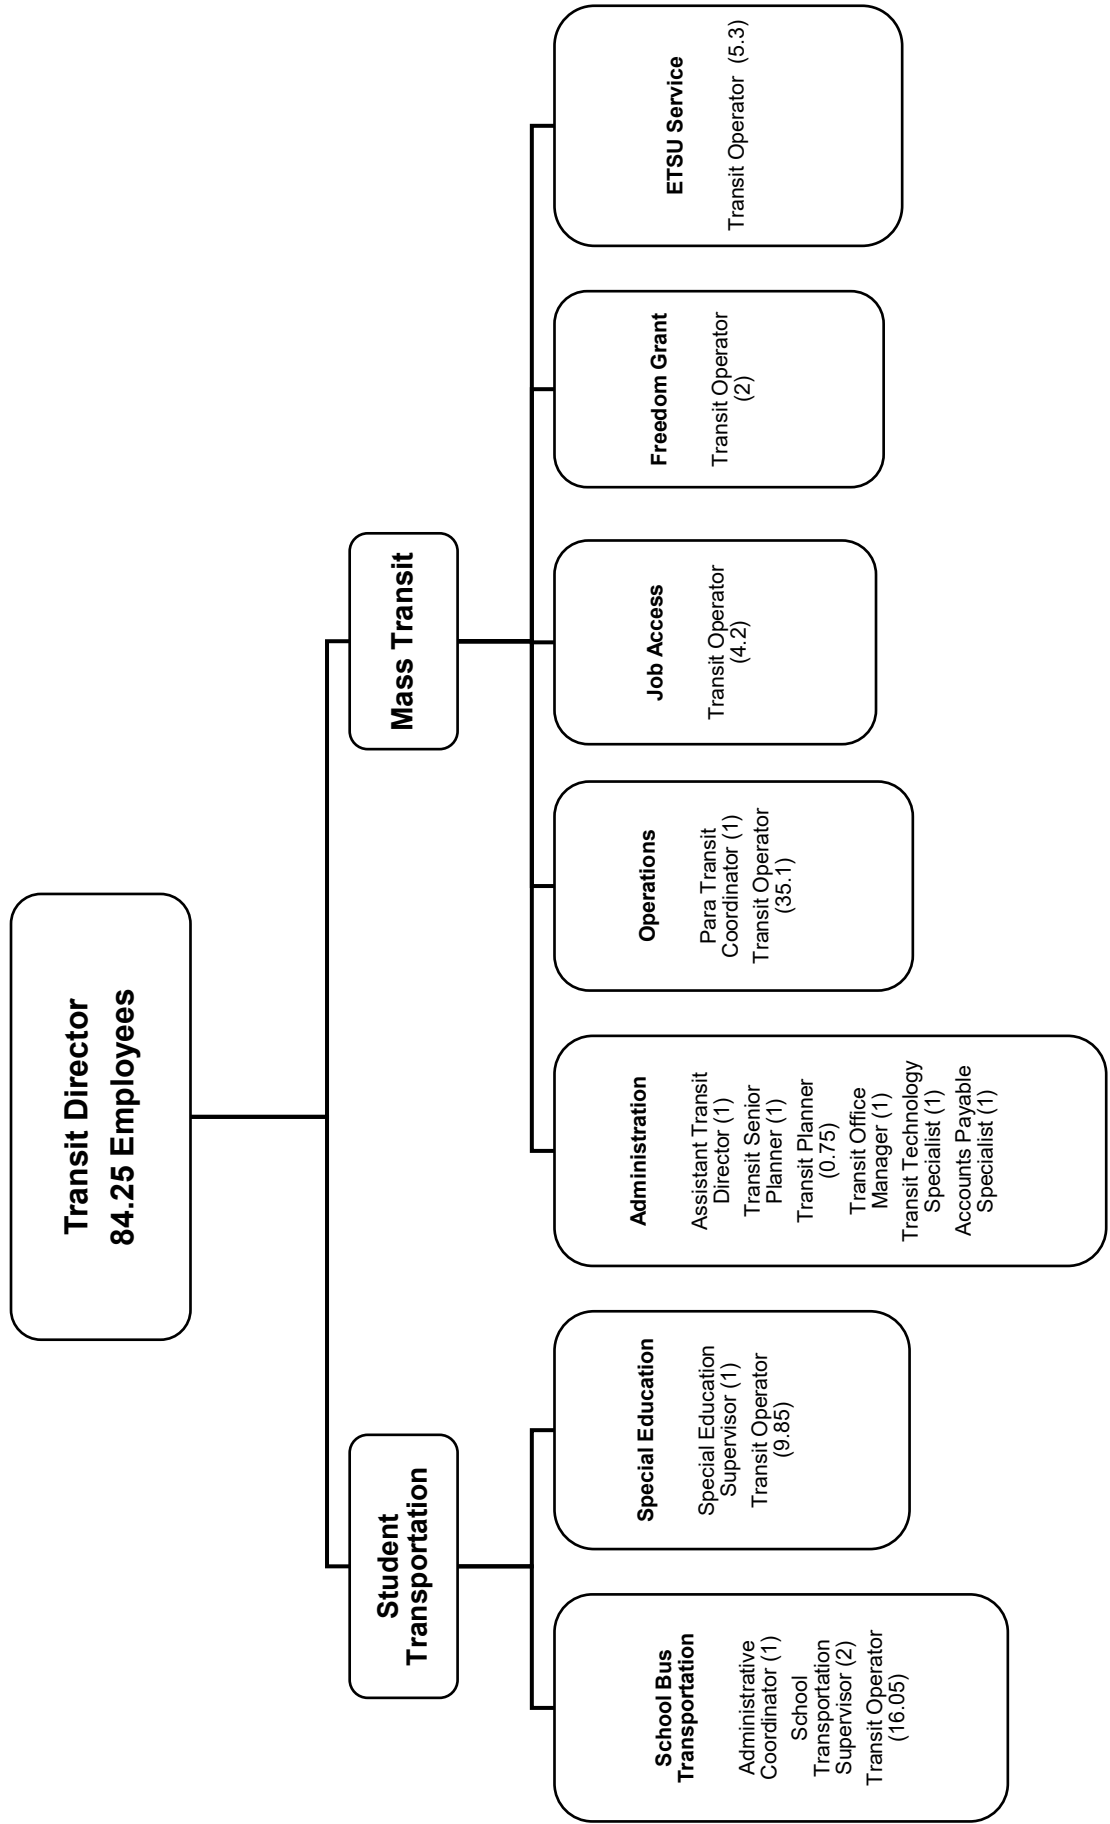 Transit Director
84.25 Employees
Student
Transportation
Mass Transit
School Bus
Transportation
Administrative
Coordinator (1)
School
Transportation
Supervisor (2)
Transit Operator
(16.05)
Special Education
Special Education
Supervisor (1)
Transit Operator
(9.85)
Administration
Assistant Transit
Director (1)
Transit Senior
Planner (1)
Transit Planner
(0.75)
Transit Office
Manager (1)
Transit Technology
Specialist (1)
Accounts Payable
Specialist (1)
Operations
Para Transit
Coordinator (1)
Transit Operator
(35.1)
Job Access
Transit Operator
(4.2)
Freedom Grant
Transit Operator
(2)
ETSU Service
Transit Operator (5.3)